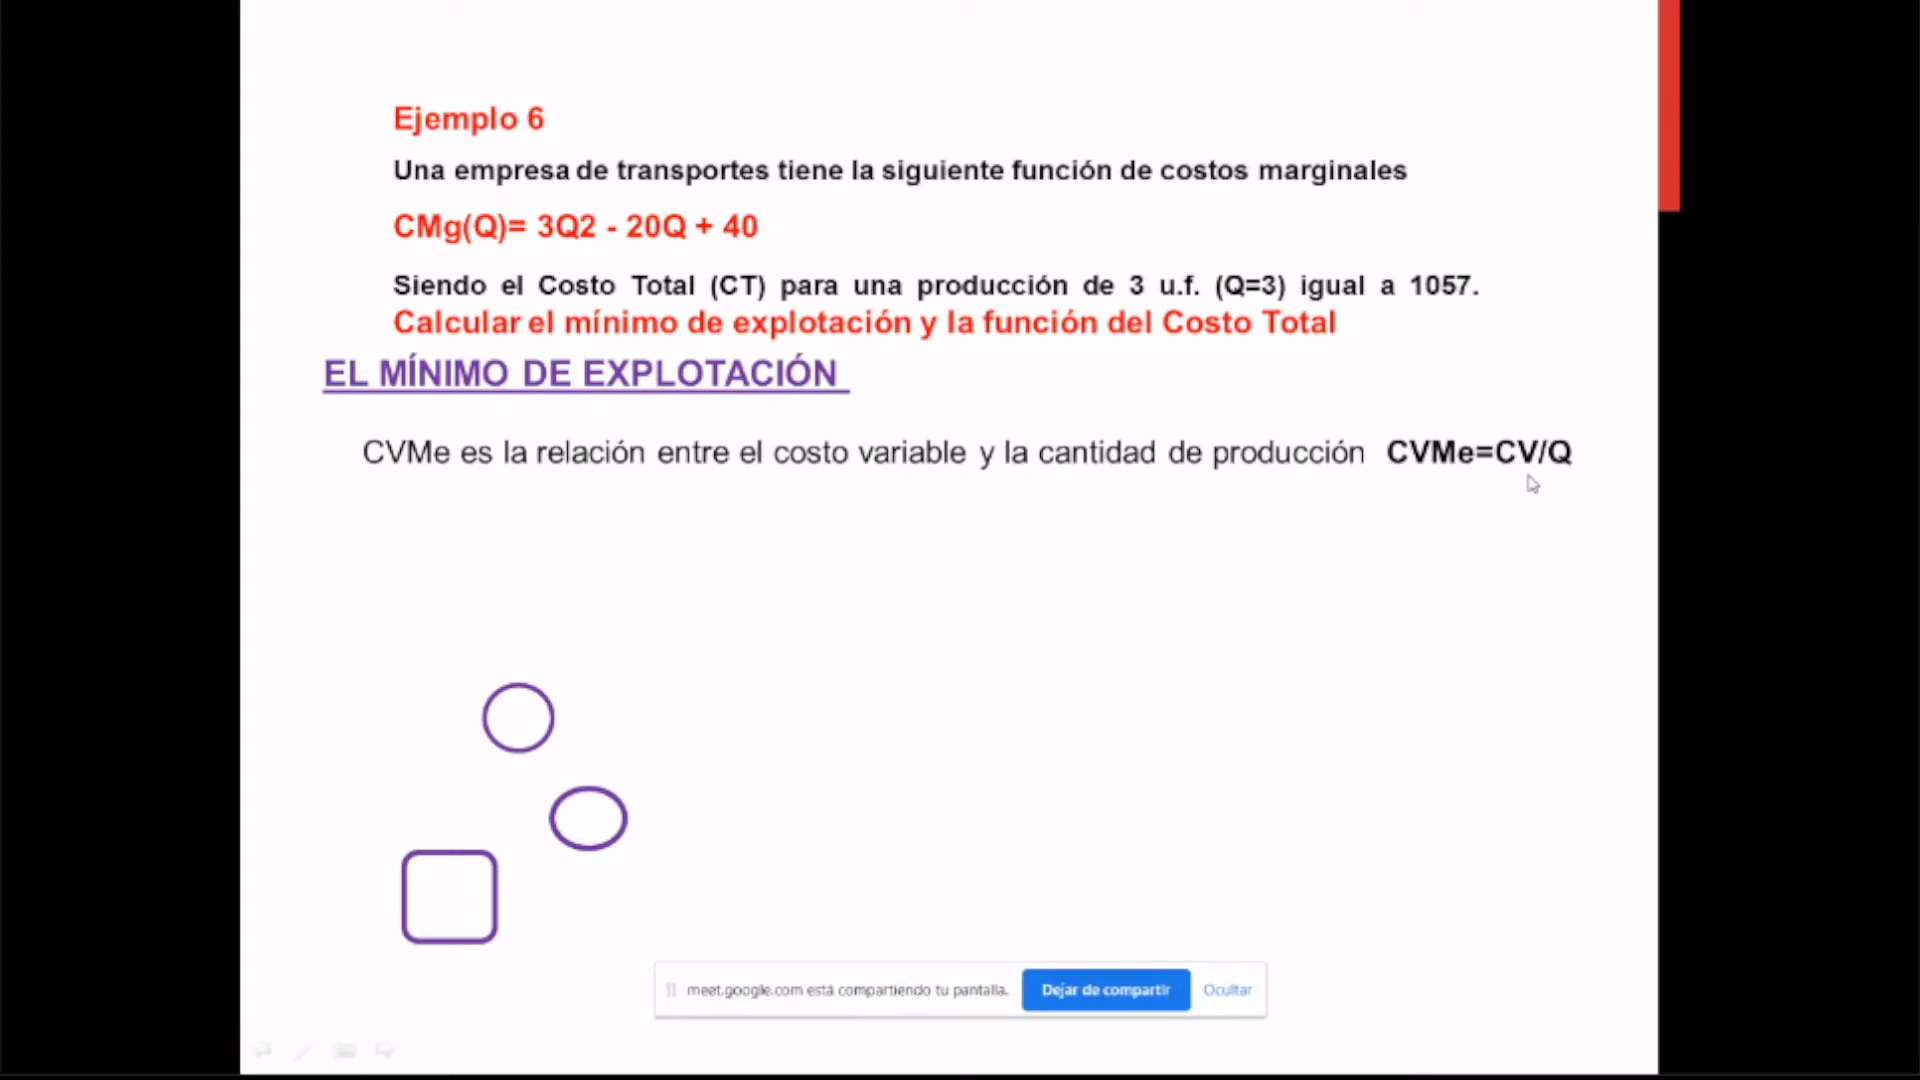 Ejemplo 6
Una empresa de transportes tiene la siguiente función de costos marginales
CMg(Q)= 3Q2 - 20Q + 40
Siendo el Costo Total (CT) para una producción de 3 u.f. (Q=3) igual a 1057.
Calcular el mínimo de explotación y la función del Costo Total
EL MÍNIMO DE EXPLOTACIÓN
CVMe es la relación entre el costo variable y la cantidad de producción CVMe=CV/Q
meet.google.com está compartiendo tu pantalla. Dejar de compartir Ocultar